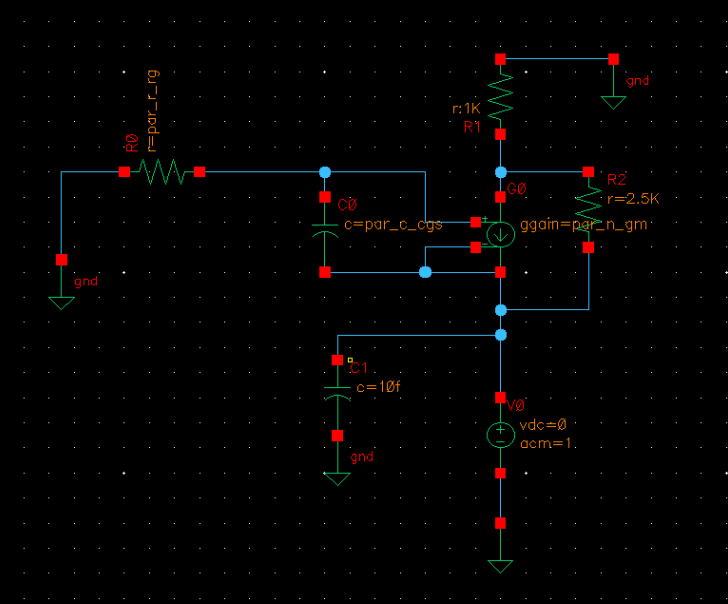 r=par_r_rg
R0
gnd
gnd
r:1K
R1
G0
R2
r=2.5K
C0
c=par_c_cgs
ggain=par_n_gm
gnd
C1
c=10f
gnd
V0
vdc=0
acm=1